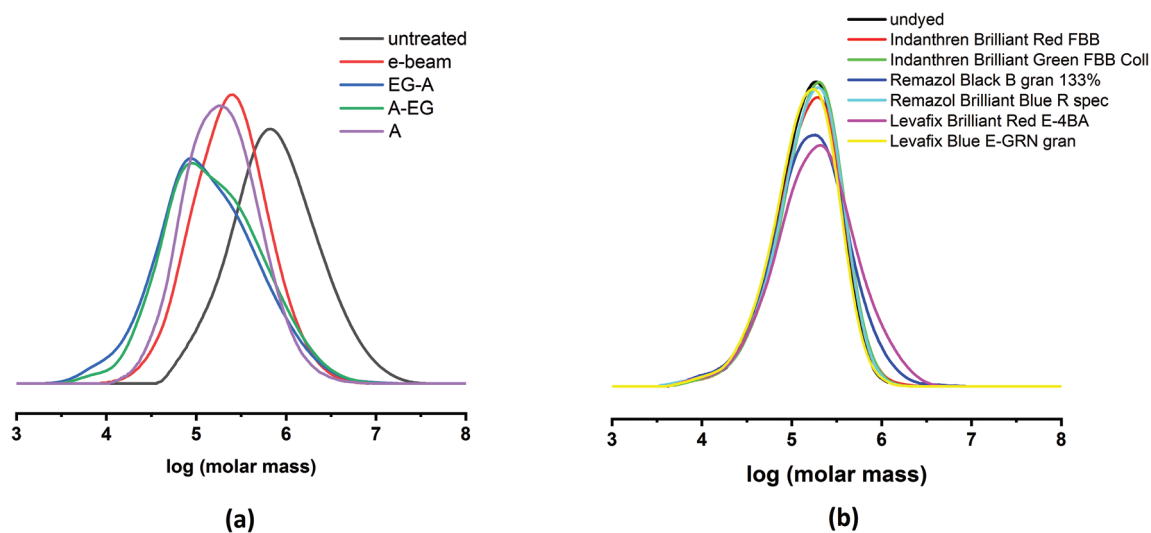 untreated
e-beam
EG-A
A-EG
A
3 4 5 6 7 8
log (molar mass)
(a)
undyed
Indanthren Brilliant Red FBB
Indanthren Brilliant Green FBB Coll
Remazol Black B gran 133%
Remazol Brilliant Blue R spec
Levafix Brilliant Red E-4BA
Levafix Blue E-GRN gran
3 4 5 6 7 8
log (molar mass)
(b)